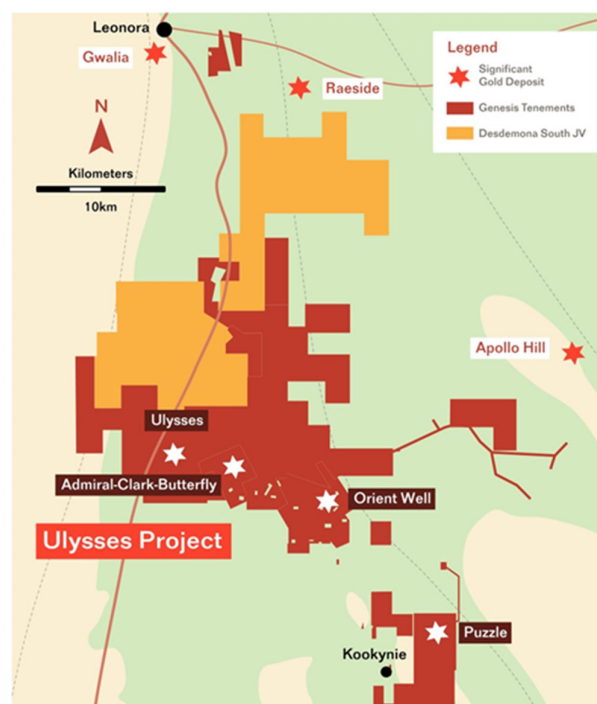 Leonora
Gwalia
Raeside
Legend
Significant
Gold Deposit
Genesis Tenements
Desdemona South JV
N
Kilometers
10km
Apollo Hill
Ulysses
Admiral-Clark-Butterfly
Orient Well
Ulysses Project
Puzzle
Kookynie